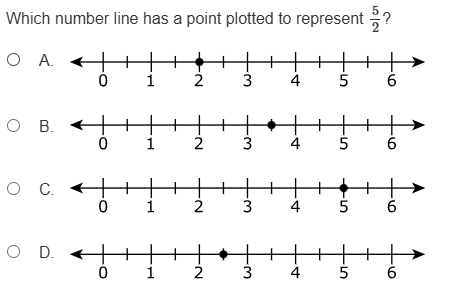 Which number line has a point plotted to represent 5/2?
A.
0 1 2 3 4 5 6
B.
0 1 2 3 4 5 6
C.
0 1 2 3 4 5 6
D.
0 1 2 3 4 5 6